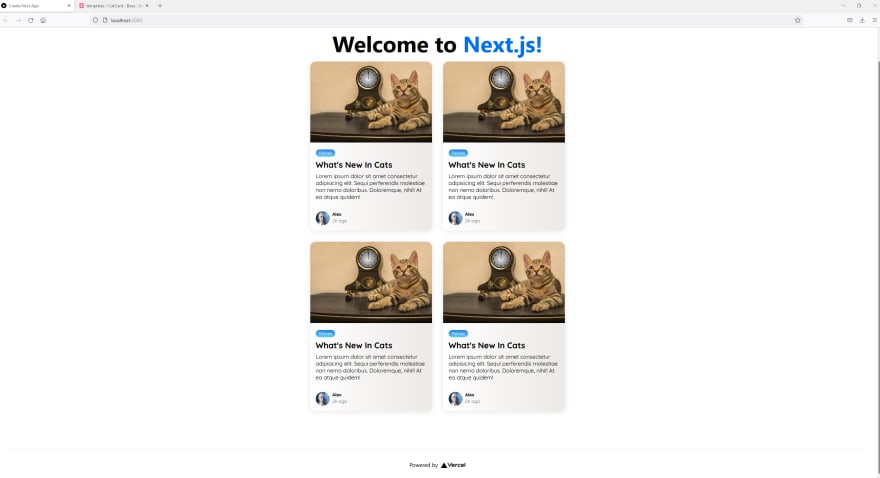 Create Next App
templates / CatCard - Base · St
localhost:3000
Welcome to Next.js!
Felines
What's New In Cats
Lorem ipsum dolor sit amet consectetur
adipisicing elit. Sequi perferendis molestiae
non nemo doloribus. Doloremque, nihil! At
ea atque quidem!
Alex
2h ago
Felines
What's New In Cats
Lorem ipsum dolor sit amet consectetur
adipisicing elit. Sequi perferendis molestiae
non nemo doloribus. Doloremque, nihil! At
ea atque quidem!
Alex
2h ago
Felines
What's New In Cats
Lorem ipsum dolor sit amet consectetur
adipisicing elit. Sequi perferendis molestiae
non nemo doloribus. Doloremque, nihil! At
ea atque quidem!
Alex
2h ago
Felines
What's New In Cats
Lorem ipsum dolor sit amet consectetur
adipisicing elit. Sequi perferendis molestiae
non nemo doloribus. Doloremque, nihil! At
ea atque quidem!
Alex
2h ago
Powered by Vercel